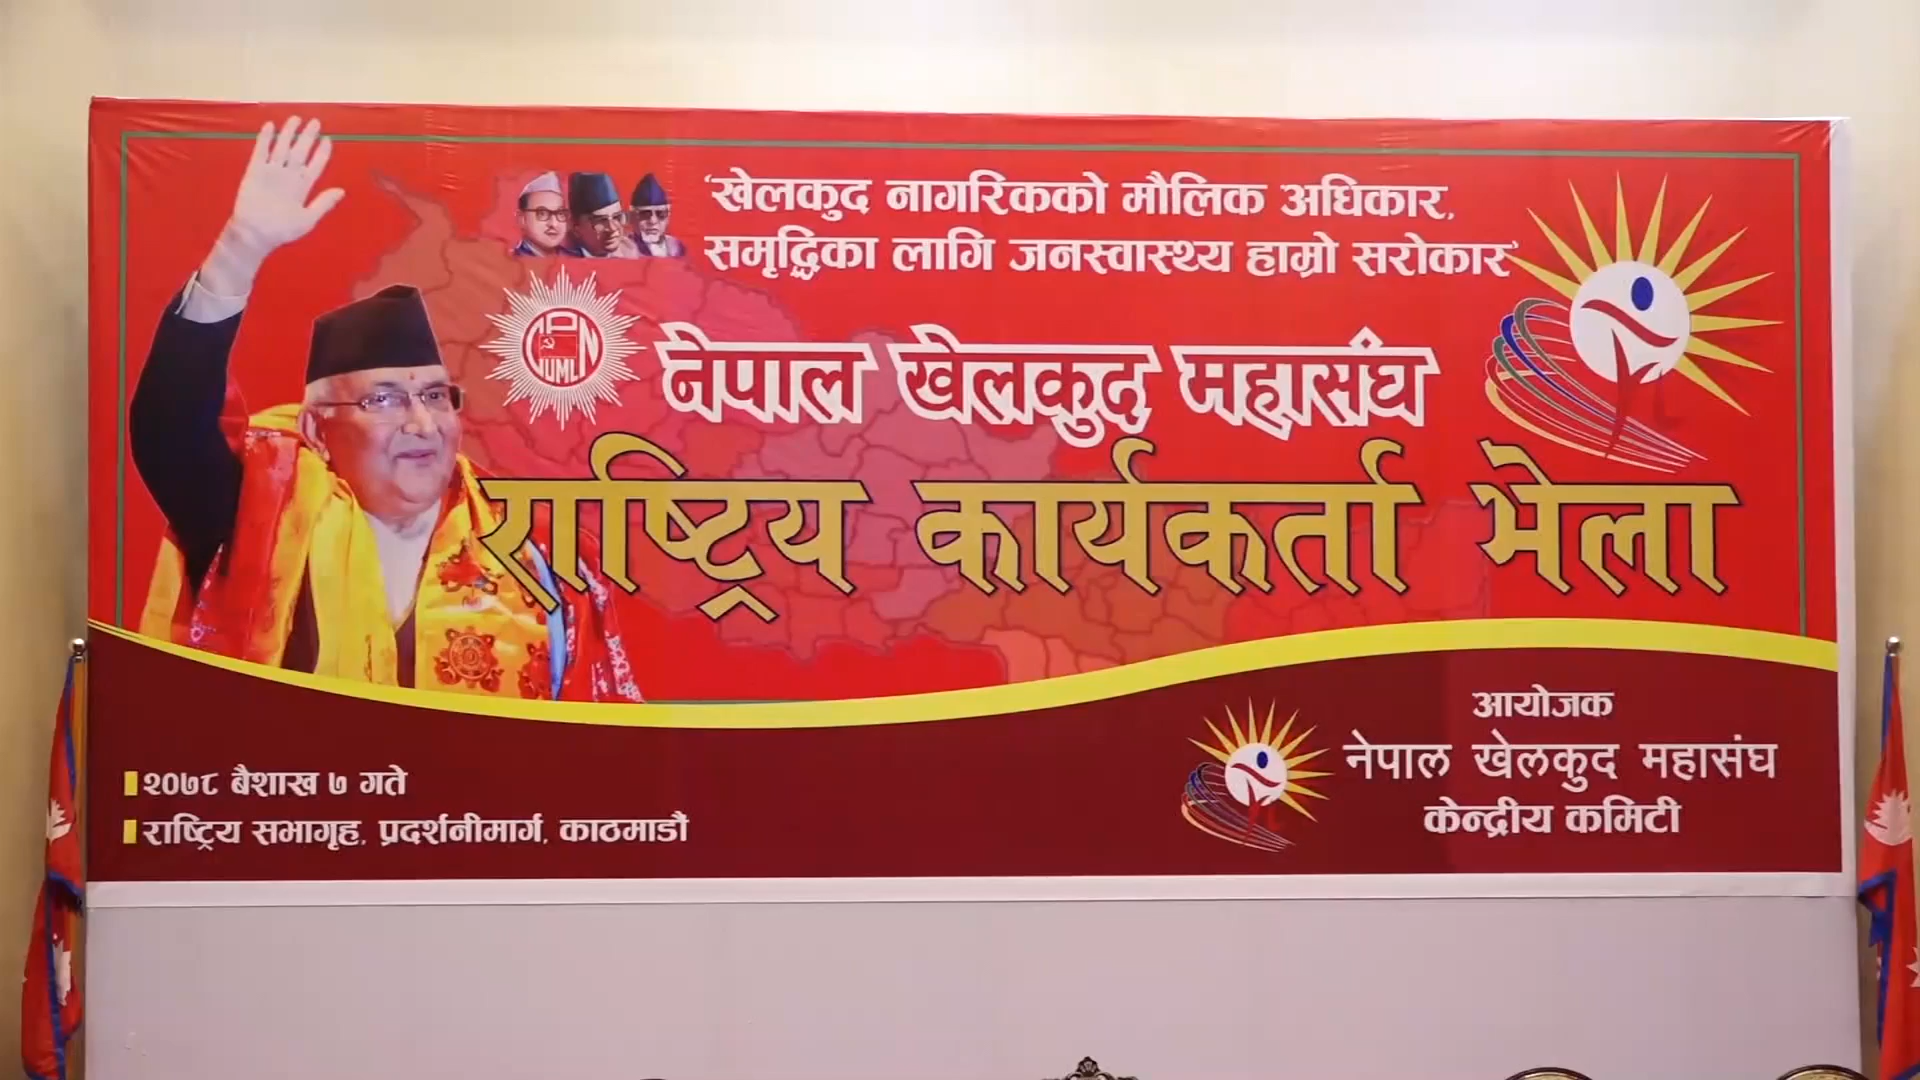 ‘खेलकुद नागरिकको मौलिक अधिकार,
समृद्धिका लागि जनस्वास्थ्य हाम्रो सरोकार’
CPN
UML
नेपाल खेलकुद महासंघ
राष्ट्रिय कार्यकर्ता भेला
२०७८ बैशाख ७ गते
राष्ट्रिय सभागृह, प्रदर्शनीमार्ग, काठमाडौं
आयोजक
नेपाल खेलकुद महासंघ
केन्द्रीय कमिटी